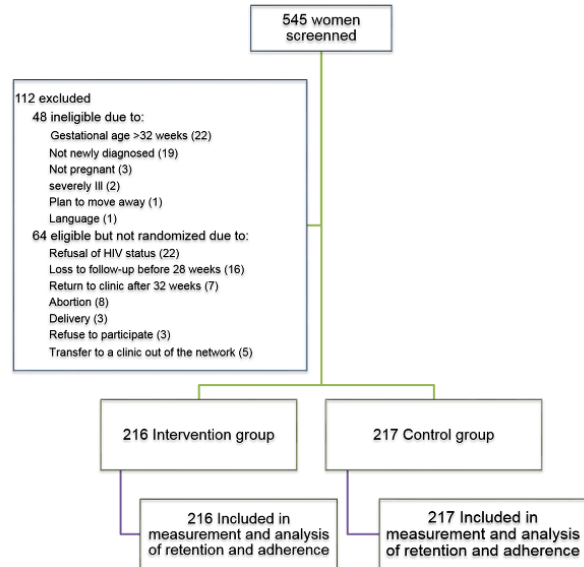 545 women
screenned
112 excluded
48 ineligible due to:
Gestational age >32 weeks (22)
Not newly diagnosed (19)
Not pregnant (3)
severely Ill (2)
Plan to move away (1)
Language (1)
64 eligible but not randomized due to:
Refusal of HIV status (22)
Loss to follow-up before 28 weeks (16)
Return to clinic after 32 weeks (7)
Abortion (8)
Delivery (3)
Refuse to participate (3)
Transfer to a clinic out of the network (5)
216 Intervention group
217 Control group
216 Included in
measurement and analysis
of retention and adherence
217 Included in
measurement and analysis
of retention and adherence